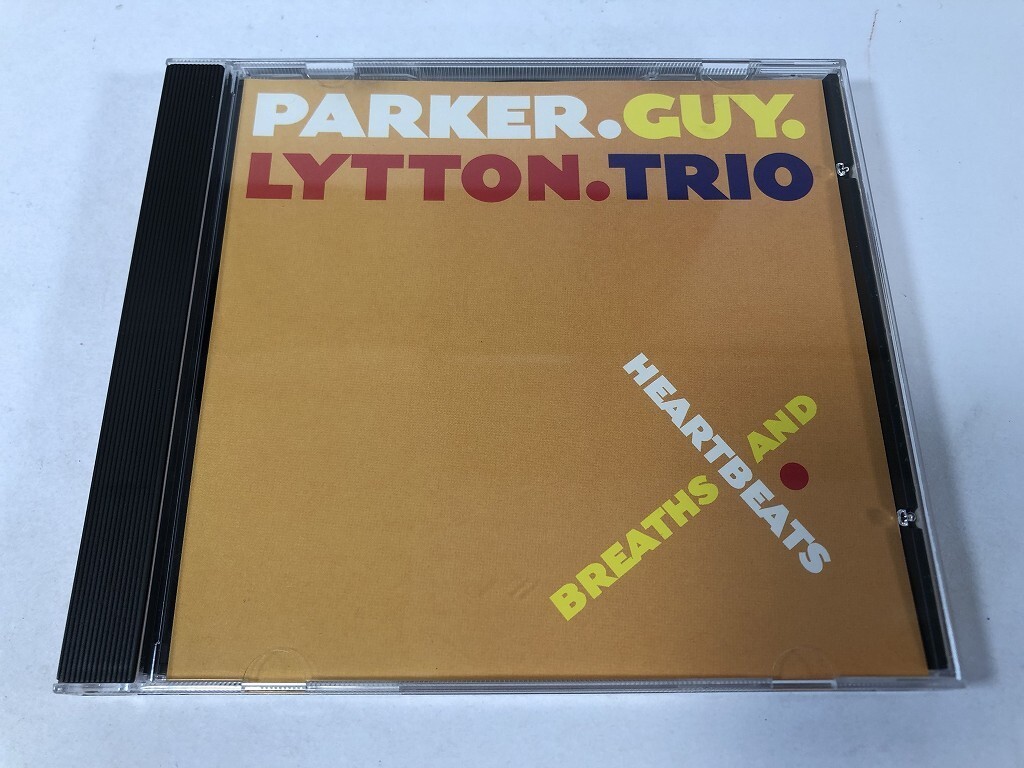 PARKER.GUY.
LYTTON.TRIO
BREATHS AND
HEARTBEATS